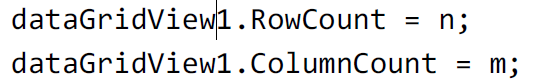 dataGridView1.RowCount = n;
dataGridView1.ColumnCount = m;